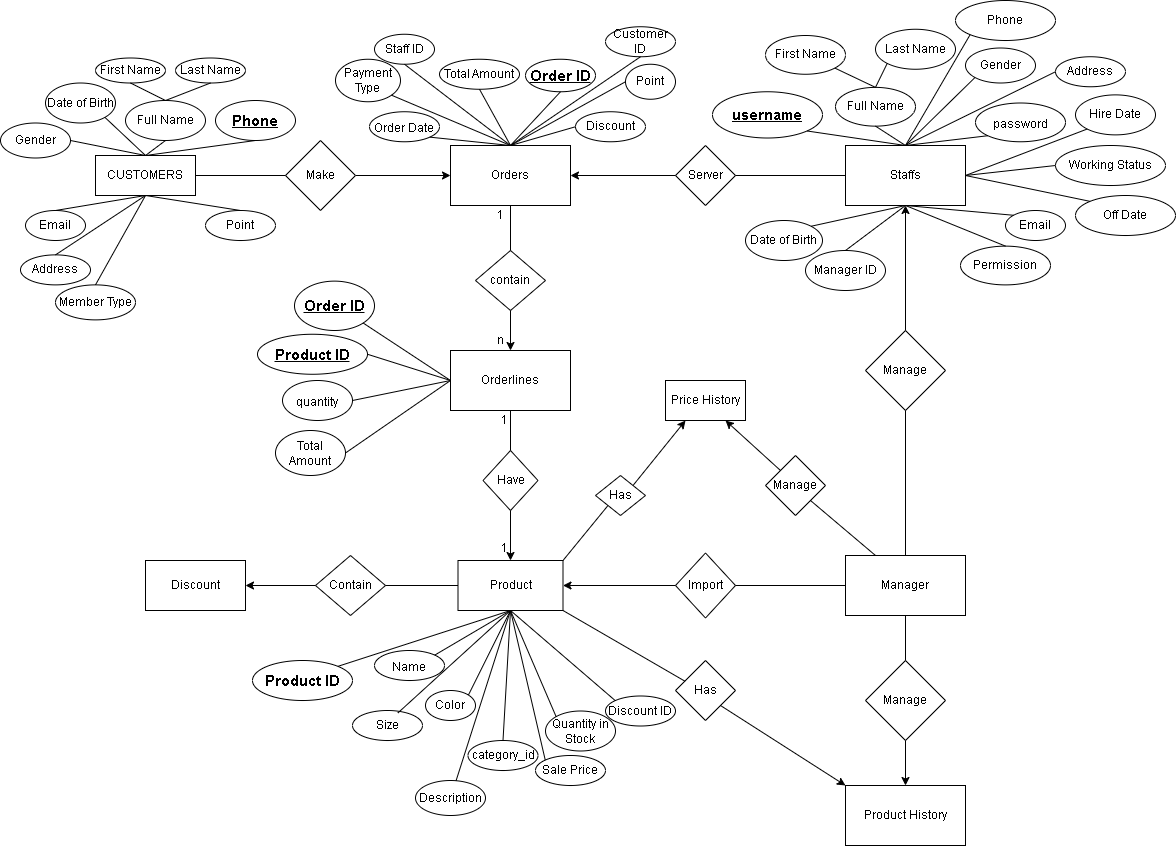 Phone
Customer
ID
First Name
Last Name
Staff ID
First Name
Last Name
Gender
Payment
Type
Total Amount
Order ID
Point
Address
Date of Birth
Full Name
Phone
Full Name
username
password
Hire Date
Gender
Order Date
Discount
Working Status
CUSTOMERS
Make
Orders
Server
Staffs
1
Off Date
Email
Point
Date of Birth
Email
Address
Manager ID
Permission
Member Type
contain
Order ID
n
Product ID
Orderlines
Manage
quantity
Price History
1
Total
Amount
Have
Has
Manage
1
Discount
Contain
Product
Import
Manager
Product ID
Name
Has
Manage
Size
Color
Discount ID
Quantity in
Stock
category_id
Sale Price
Description
Product History